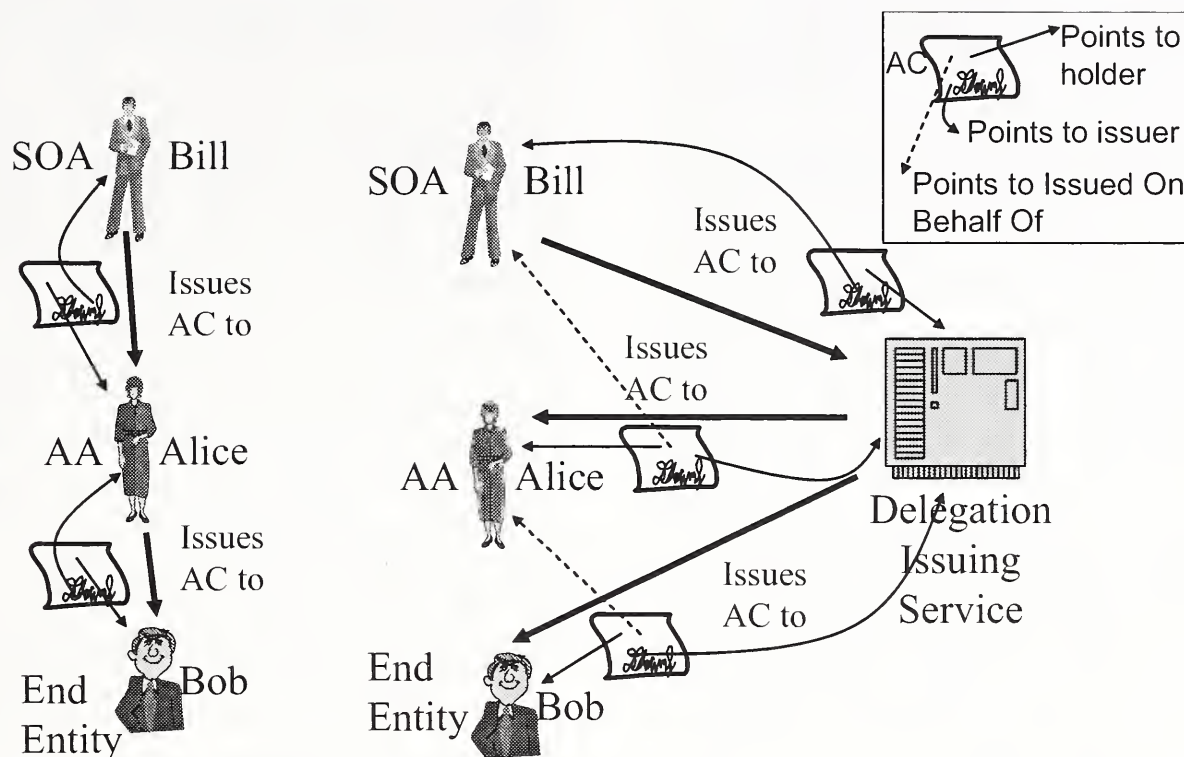 SOA Bill
Issues
AC to
AA Alice
Issues
AC to
End
Entity
Bob
SOA Bill
Issues
AC to
Issues
AC to
AA Alice
Delegation
Issuing
Service
Issues
AC to
End
Entity
Bob
AC
Points to
holder
Points to issuer
Points to Issued On
Behalf Of